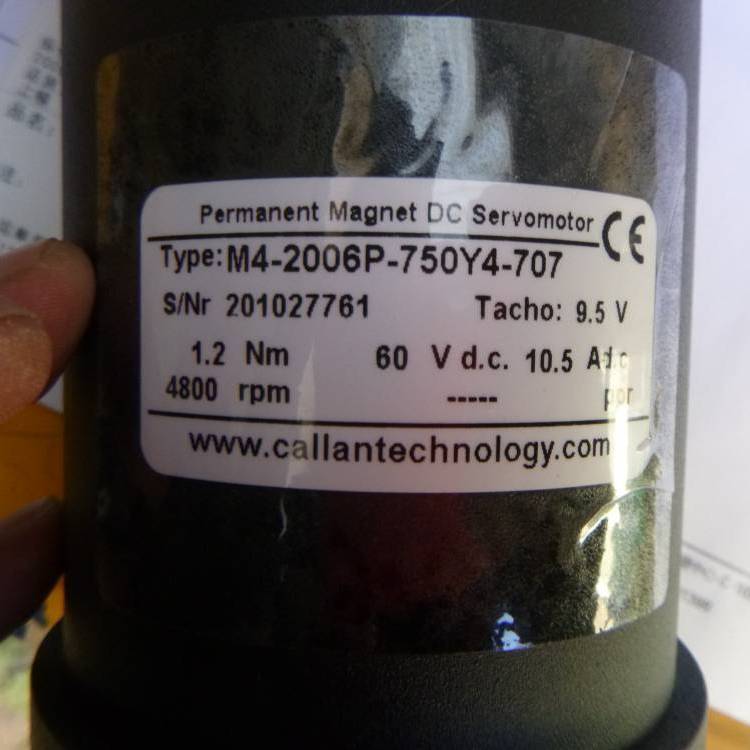 Permanent Magnet DC Servomotor CE
Type: M4-2006P-750Y4-707
S/Nr 201027761 Tacho: 9.5 V
1.2 Nm 60 V d.c. 10.5 A d.c
4800 rpm -----
www.callantechnology.com